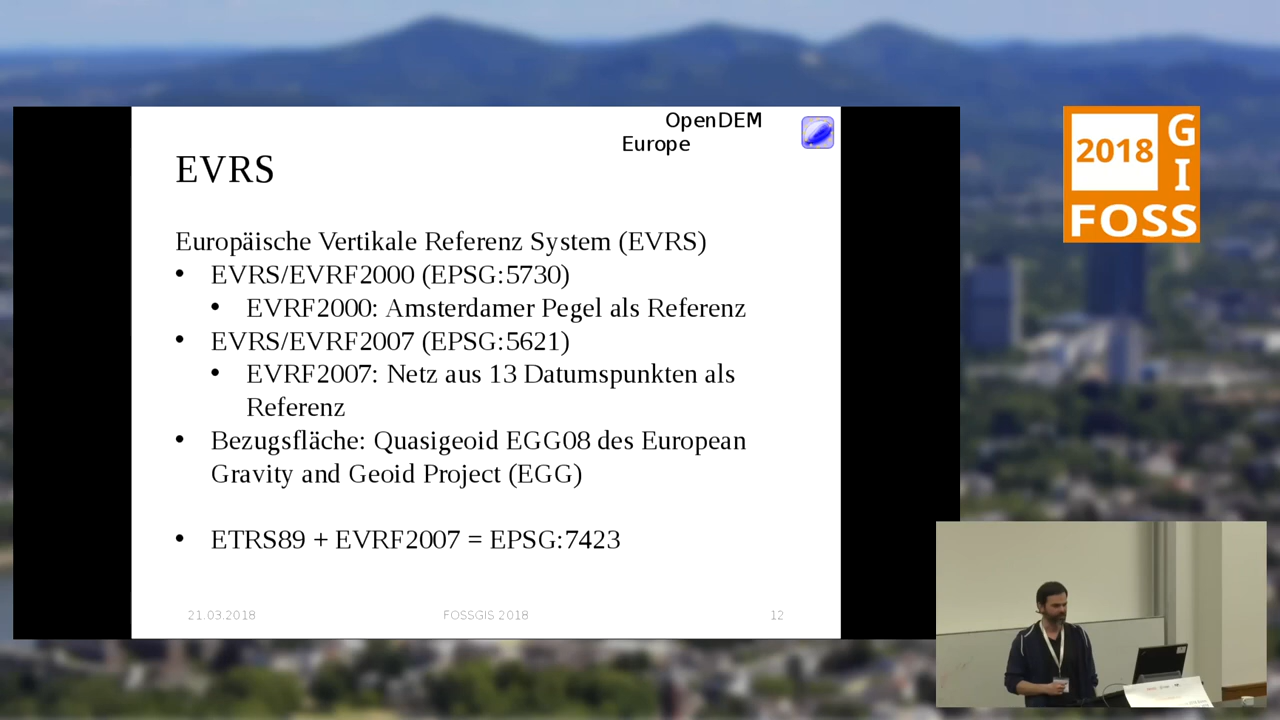 OpenDEM
Europe
EVRS
Europäische Vertikale Referenz System (EVRS)
• EVRS/EVRF2000 (EPSG:5730)
• EVRF2000: Amsterdamer Pegel als Referenz
• EVRS/EVRF2007 (EPSG:5621)
• EVRF2007: Netz aus 13 Datumspunkten als
Referenz
• Bezugsfläche: Quasigeoid EGG08 des European
Gravity and Geoid Project (EGG)
• ETRS89 + EVRF2007 = EPSG:7423
21.03.2018 FOSSGIS 2018 12
2018 G
I
FOSS